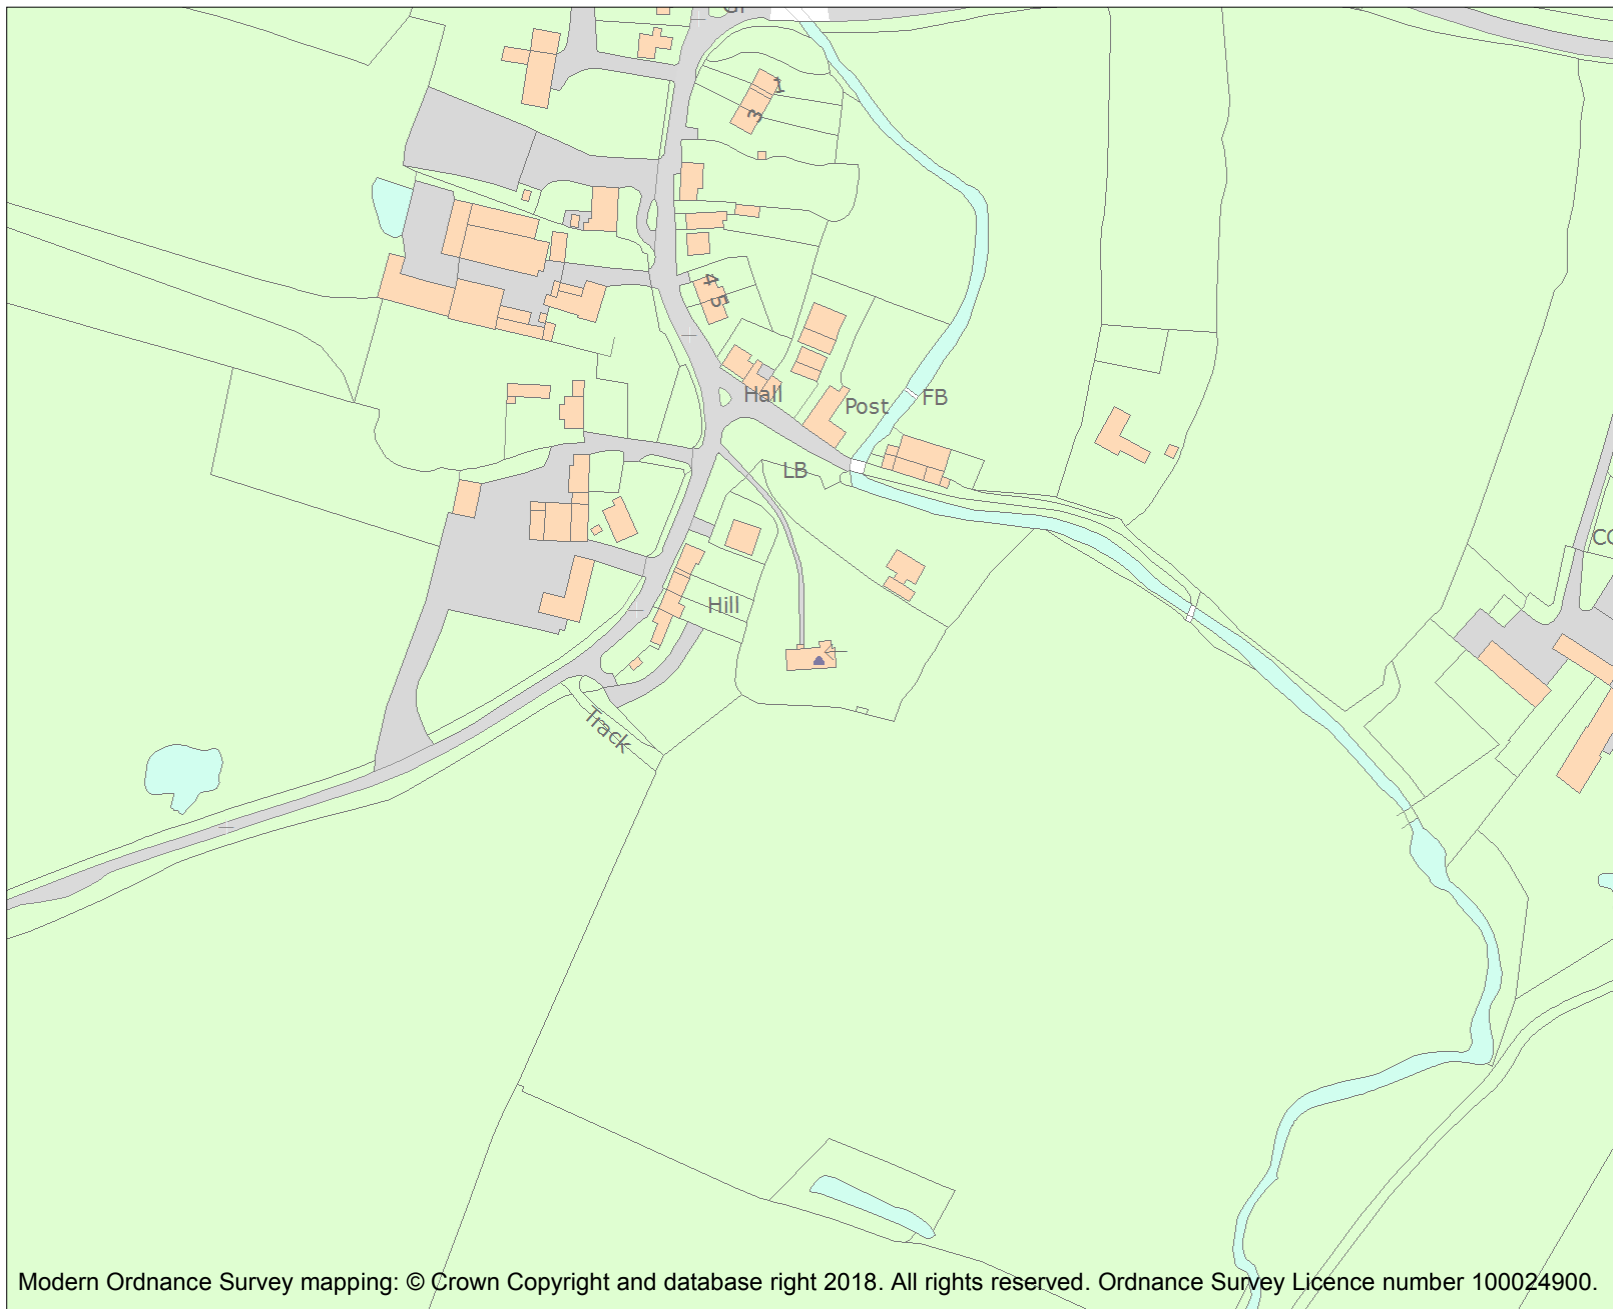 1
3
4
5
Hall
Post
FB
LB
Hill
Track
Modern Ordnance Survey mapping: © Crown Copyright and database right 2018. All rights reserved. Ordnance Survey Licence number 100024900.